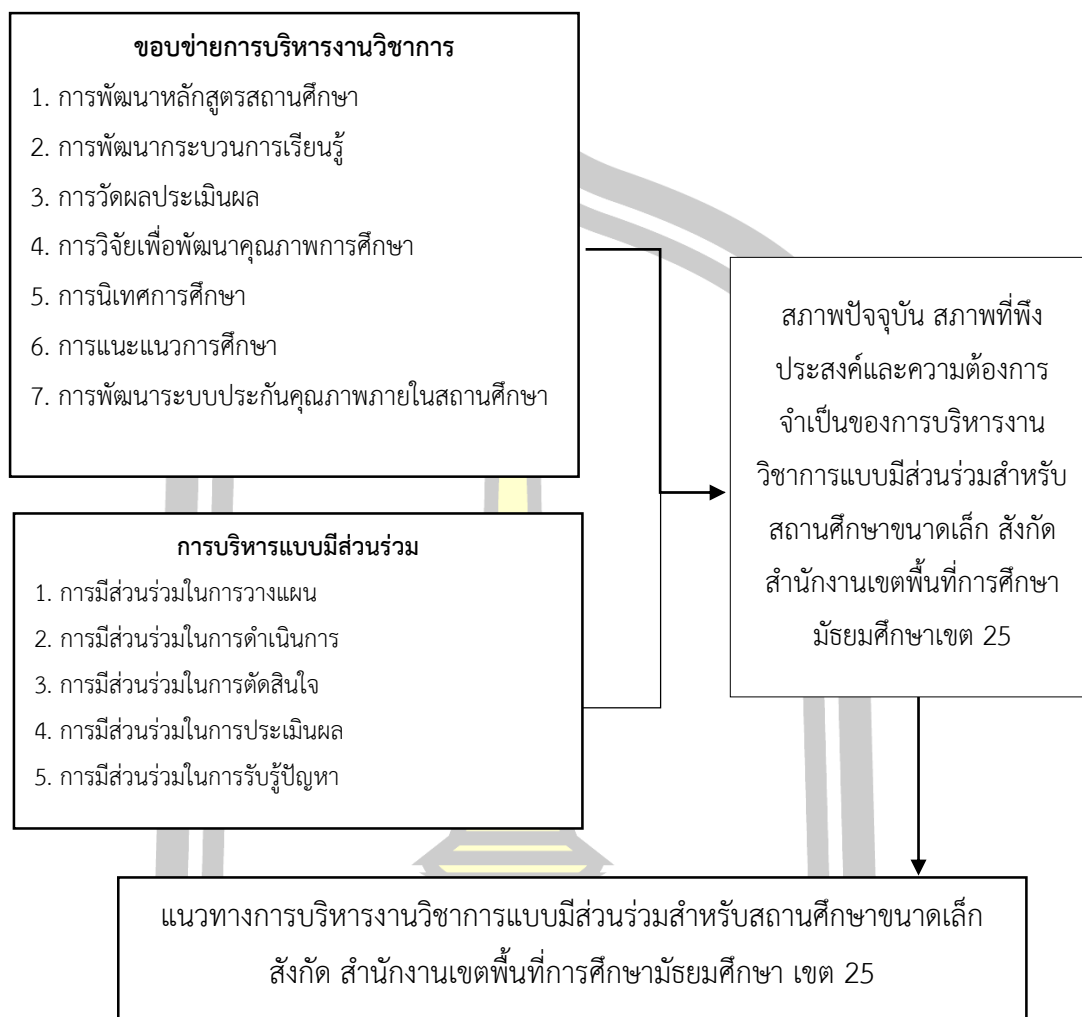 ขอบข่ายการบริหารงานวิชาการ
1. การพัฒนาหลักสูตรสถานศึกษา
2. การพัฒนากระบวนการเรียนรู้
3. การวัดผลประเมินผล
4. การวิจัยเพื่อพัฒนาคุณภาพการศึกษา
5. การนิเทศการศึกษา
6. การแนะแนวการศึกษา
7. การพัฒนาระบบประกันคุณภาพภายในสถานศึกษา
การบริหารแบบมีส่วนร่วม
1. การมีส่วนร่วมในการวางแผน
2. การมีส่วนร่วมในการดำเนินการ
3. การมีส่วนร่วมในการตัดสินใจ
4. การมีส่วนร่วมในการประเมินผล
5. การมีส่วนร่วมในการรับรู้ปัญหา
สภาพปัจจุบัน สภาพที่พึง
ประสงค์และความต้องการ
จำเป็นของการบริหารงาน
วิชาการแบบมีส่วนร่วมสำหรับ
สถานศึกษาขนาดเล็ก สังกัด
สำนักงานเขตพื้นที่การศึกษา
มัธยมศึกษาเขต 25
แนวทางการบริหารงานวิชาการแบบมีส่วนร่วมสำหรับสถานศึกษาขนาดเล็ก
สังกัด สำนักงานเขตพื้นที่การศึกษามัธยมศึกษา เขต 25